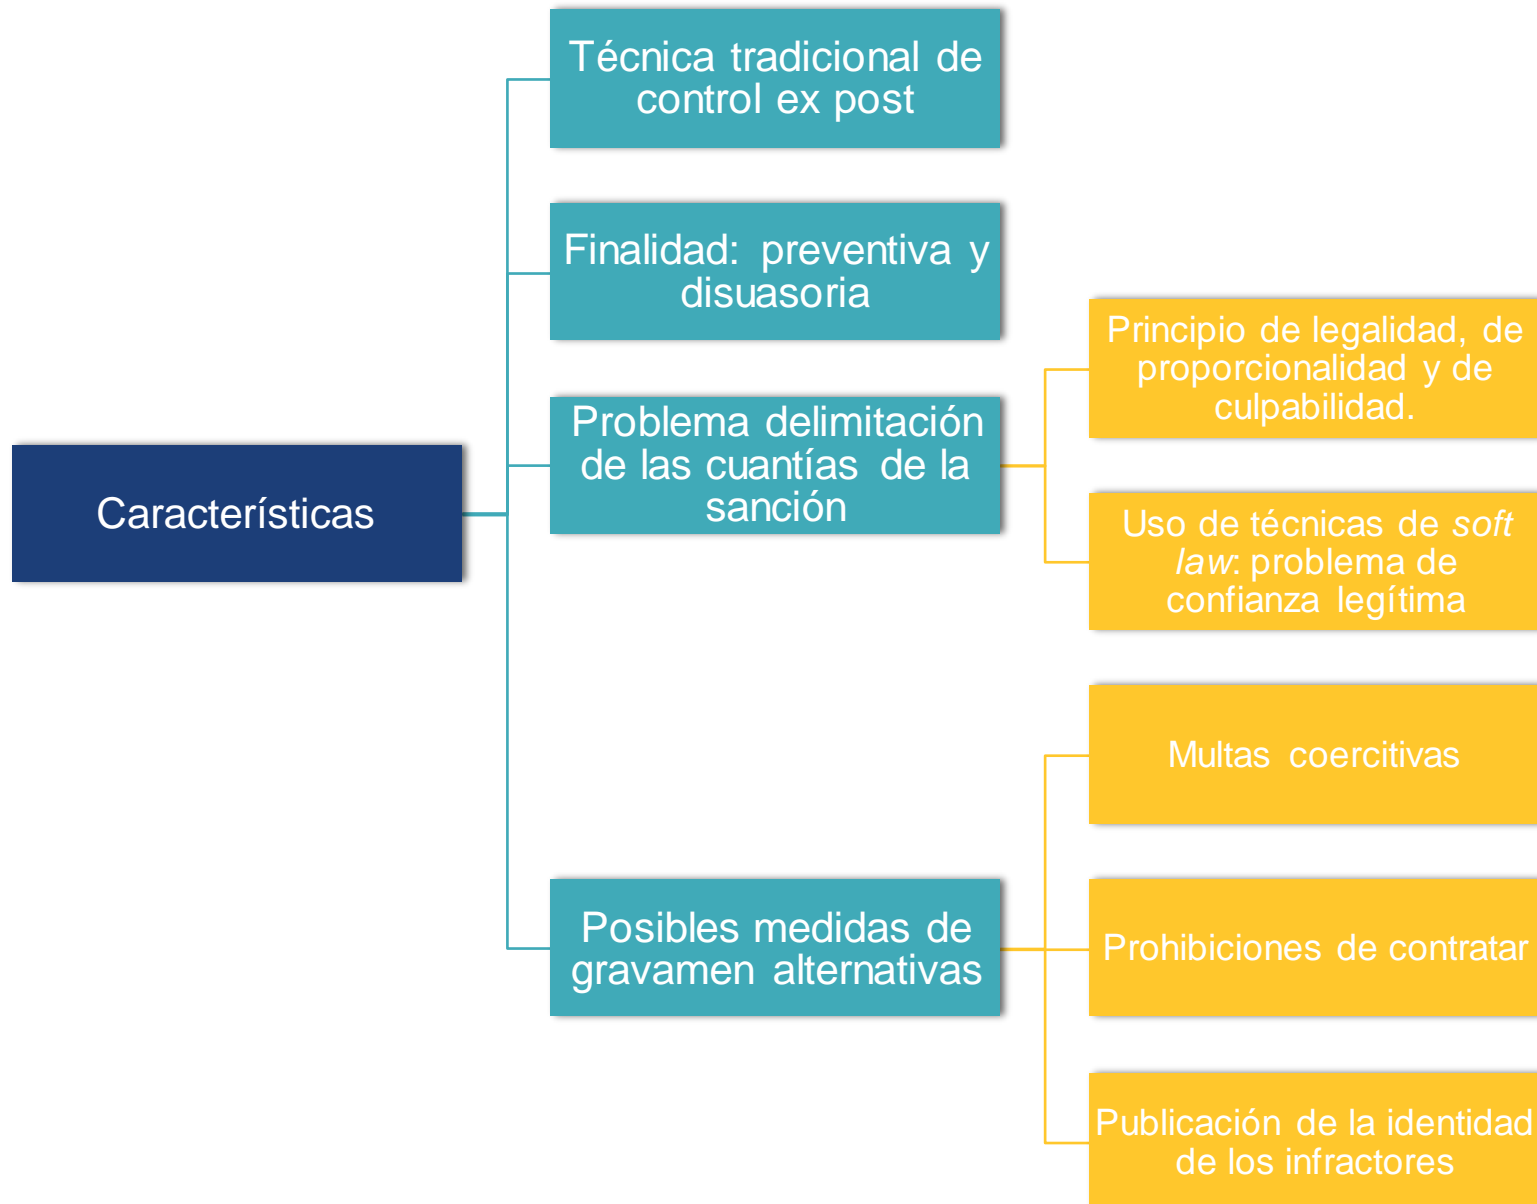 Características
Técnica tradicional de
control ex post
Finalidad: preventiva y
disuasoria
Problema delimitación
de las cuantías de la
sanción
Principio de legalidad, de
proporcionalidad y de
culpabilidad.
Uso de técnicas de soft
law: problema de
confianza legítima
Posibles medidas de
gravamen alternativas
Multas coercitivas
Prohibiciones de contratar
Publicación de la identidad
de los infractores